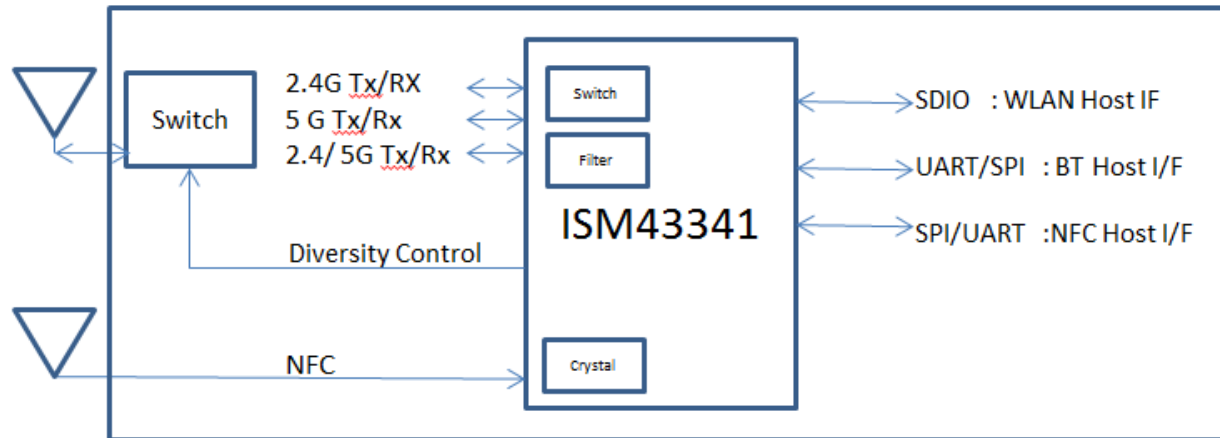 Switch
2.4G Tx/RX
5 G Tx/Rx
2.4/ 5G Tx/Rx
Diversity Control
NFC
Switch
Filter
ISM43341
Crystal
SDIO : WLAN Host IF
UART/SPI : BT Host I/F
SPI/UART :NFC Host I/F